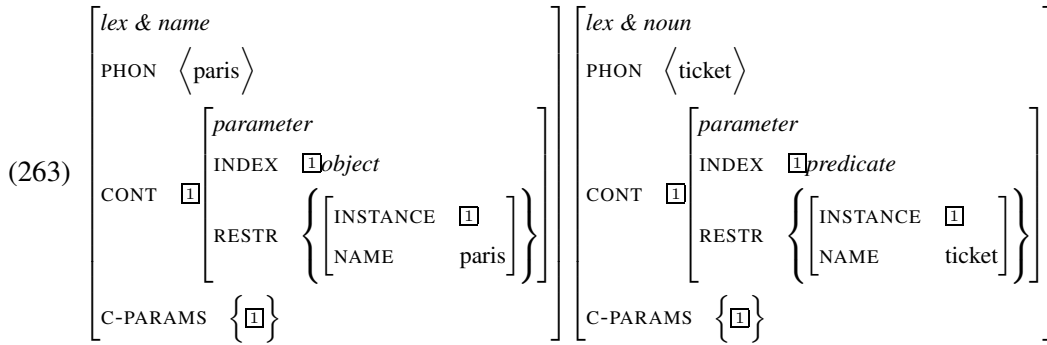 (263)
lex & name
PHON ⟨paris⟩
CONT 1
parameter
INDEX 1 object
RESTR { [ INSTANCE 1
NAME paris ] }
C-PARAMS { 1 }
lex & noun
PHON ⟨ticket⟩
CONT 1
parameter
INDEX 1 predicate
RESTR { [ INSTANCE 1
NAME ticket ] }
C-PARAMS { 1 }